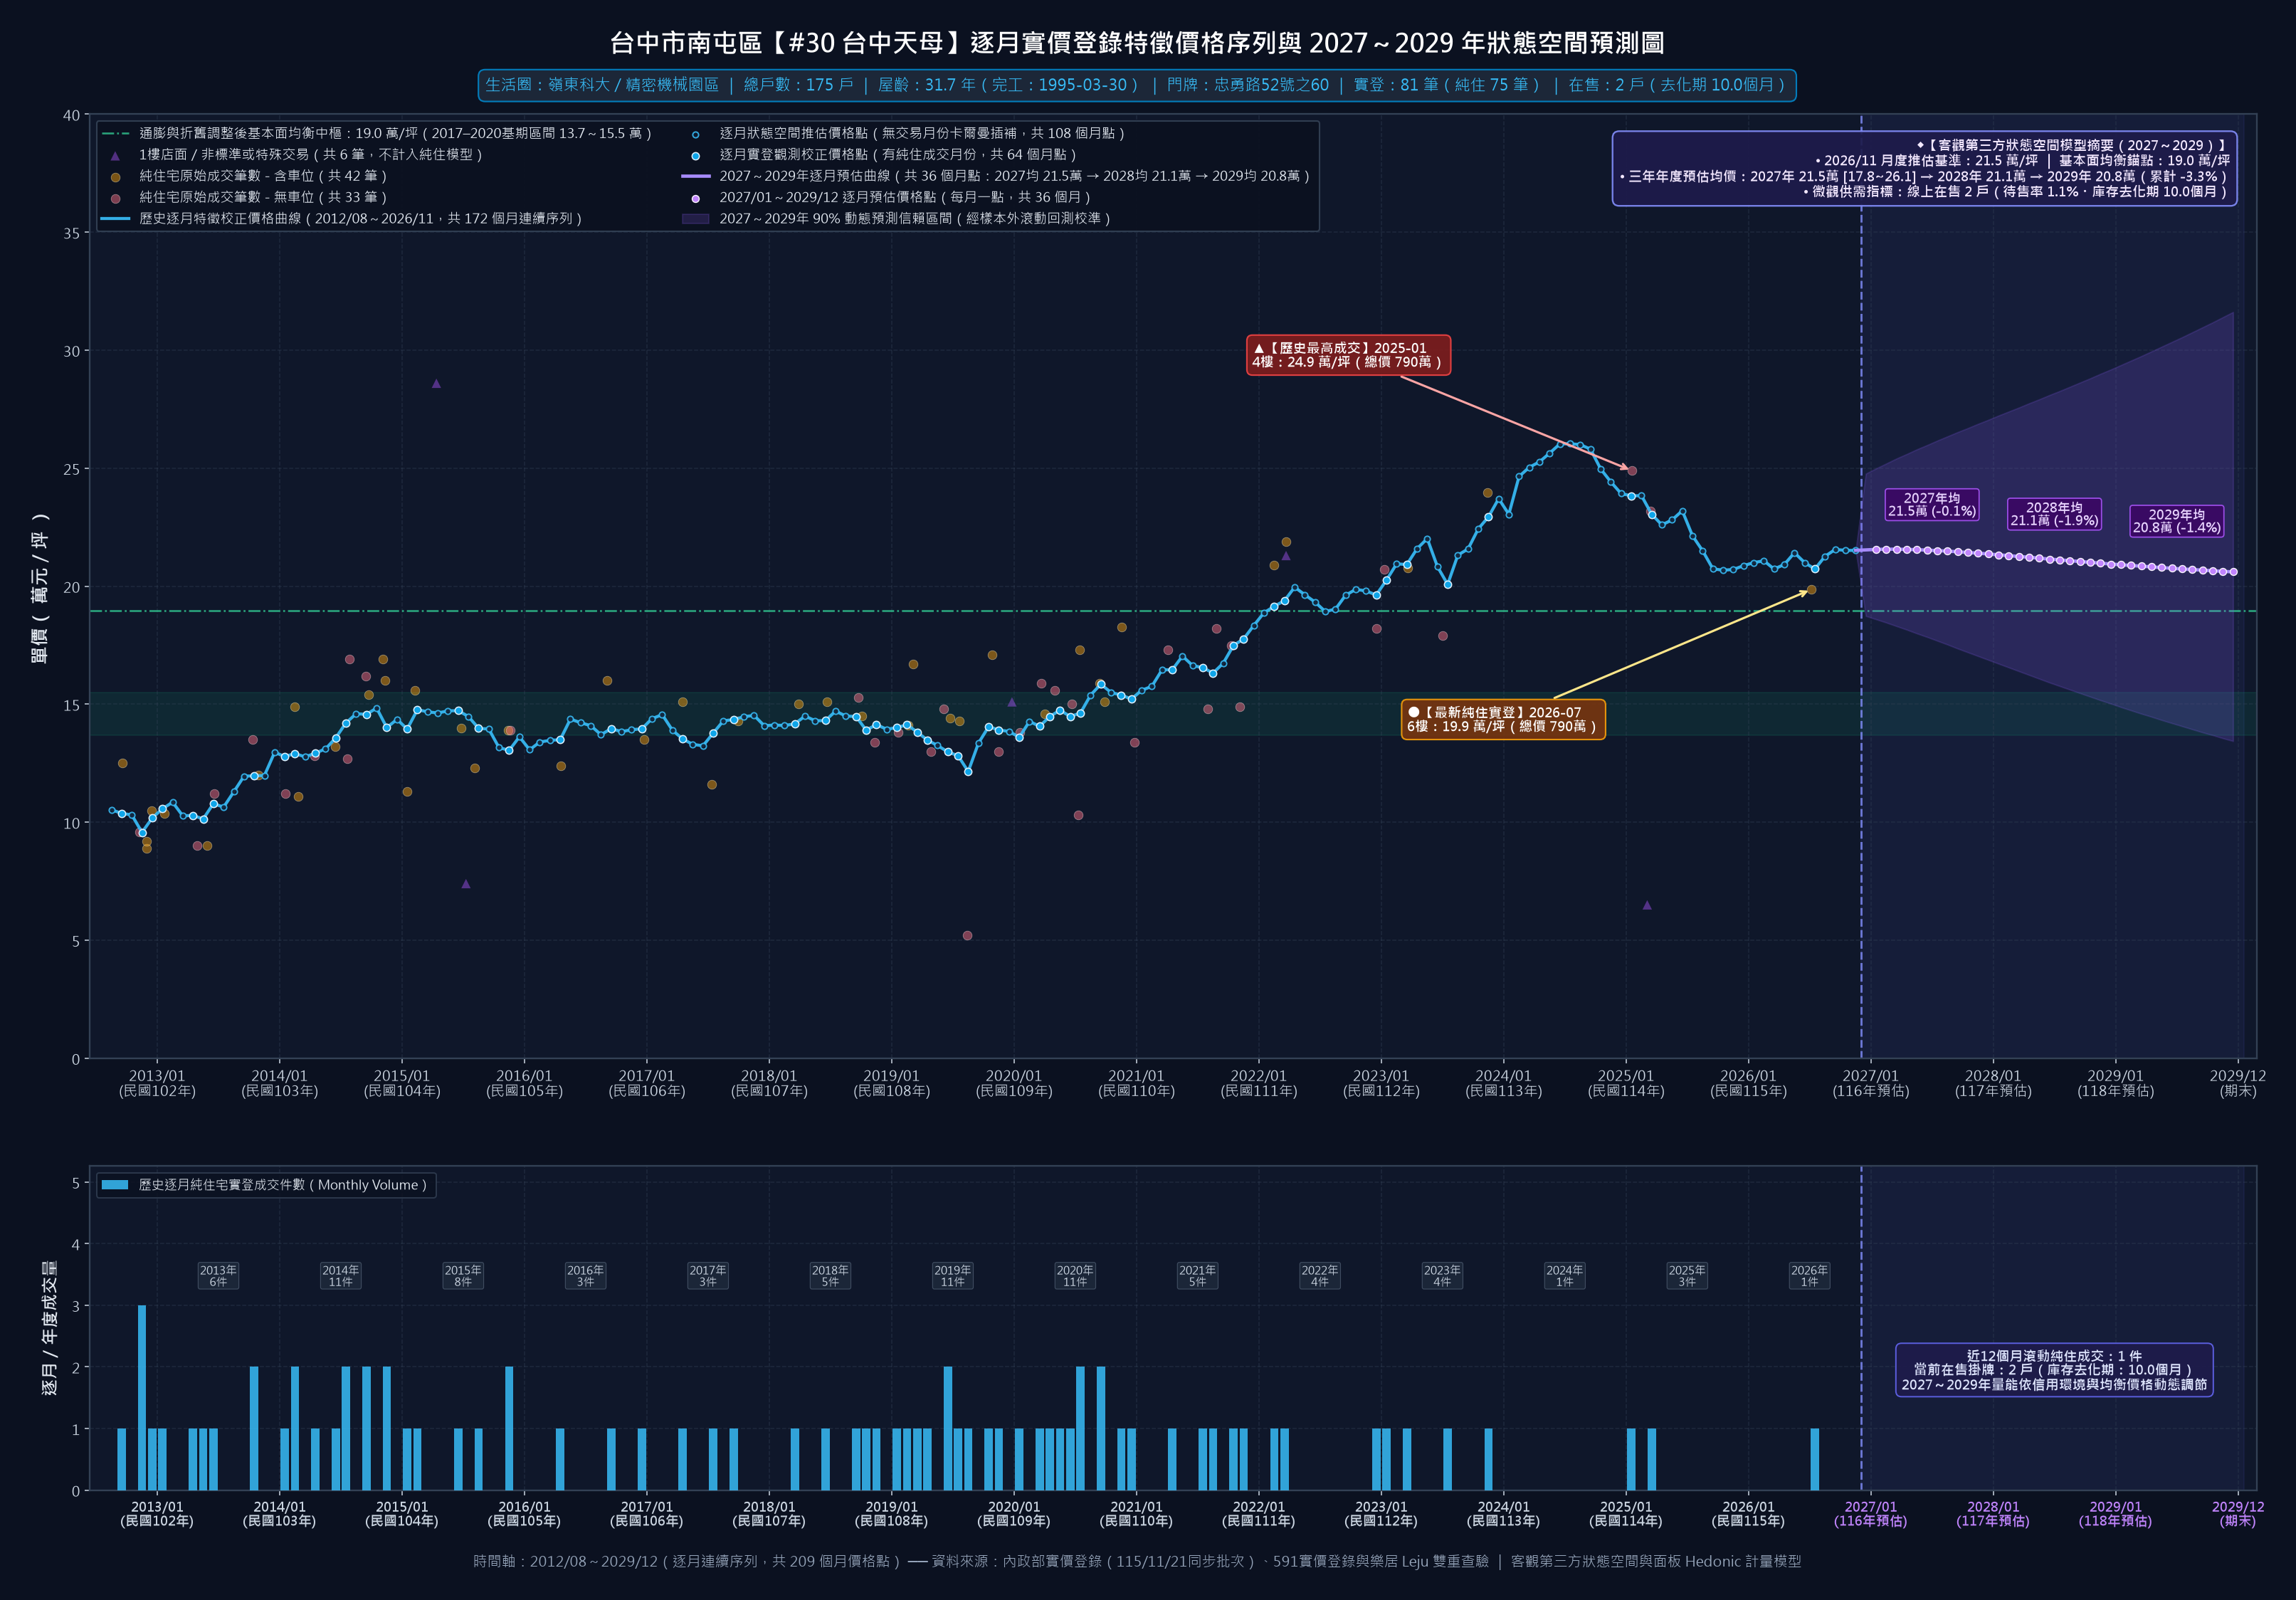 台中市南屯區【#30 台中天母】逐月實價登錄特徵價格序列與 2027～2029 年狀態空間預測圖
生活圈：嶺東科大 / 精密機械園區 ｜ 總戶數：175 戶 ｜ 屋齡：31.7 年（完工：1995-03-30） ｜ 門牌：忠勇路52號之60 ｜ 實登：81 筆（純住 75 筆） ｜ 在售：2 戶（去化期 10.0個月）
通膨與折舊調整後基本面均衡中樞：19.0 萬/坪（2017–2020基期區間 13.7～15.5 萬）
1樓店面 / 非標準或特殊交易（共 6 筆，不計入純住模型）
純住宅原始成交筆數 - 含車位（共 42 筆）
純住宅原始成交筆數 - 無車位（共 33 筆）
歷史逐月特徵校正價格曲線（2012/08～2026/11，共 172 個月連續序列）
逐月狀態空間推估價格點（無交易月份卡爾曼插補，共 108 個月點）
逐月實登觀測校正價格點（有純住成交月份，共 64 個月點）
2027～2029年逐月預估曲線（共 36 個月點：2027均 21.5萬 → 2028均 21.1萬 → 2029均 20.8萬）
2027/01～2029/12 逐月預估價格點（每月一點，共 36 個月）
2027～2029年 90% 動態預測信賴區間（經樣本外滾動回測校準）
◆【客觀第三方狀態空間模型摘要（2027～2029）】
• 2026/11 月度推估基準：21.5 萬/坪 ｜ 基本面均衡錨點：19.0 萬/坪
• 三年年度預估均價：2027年 21.5萬 [17.8~26.1] → 2028年 21.1萬 → 2029年 20.8萬（累計 -3.3%）
• 微觀供需指標：線上在售 2 戶（待售率 1.1%．庫存去化期 10.0個月）
單價（萬元 / 坪）
40
35
30
25
20
15
10
5
0
▲【歷史最高成交】2025-01
4樓：24.9 萬/坪（總價 790萬）
●【最新純住實登】2026-07
6樓：19.9 萬/坪（總價 790萬）
2027年均
21.5萬 (-0.1%)
2028年均
21.1萬 (-1.9%)
2029年均
20.8萬 (-1.4%)
2013/01 2014/01 2015/01 2016/01 2017/01 2018/01 2019/01 2020/01 2021/01 2022/01 2023/01 2024/01 2025/01 2026/01 2027/01 2028/01 2029/01 2029/12
(民國102年) (民國103年) (民國104年) (民國105年) (民國106年) (民國107年) (民國108年) (民國109年) (民國110年) (民國111年) (民國112年) (民國113年) (民國114年) (民國115年) (116年預估) (117年預估) (118年預估) (期末)
歷史逐月純住宅實登成交件數（Monthly Volume）
逐月 / 年度成交量
5
4
3
2
1
0
2013年 2014年 2015年 2016年 2017年 2018年 2019年 2020年 2021年 2022年 2023年 2024年 2025年 2026年
6件 11件 8件 3件 3件 5件 11件 11件 5件 4件 4件 1件 3件 1件
近12個月滾動純住成交：1 件
當前在售掛牌：2 戶（庫存去化期：10.0個月）
2027～2029年量能依信用環境與均衡價格動態調節
2013/01 2014/01 2015/01 2016/01 2017/01 2018/01 2019/01 2020/01 2021/01 2022/01 2023/01 2024/01 2025/01 2026/01 2027/01 2028/01 2029/01 2029/12
(民國102年) (民國103年) (民國104年) (民國105年) (民國106年) (民國107年) (民國108年) (民國109年) (民國110年) (民國111年) (民國112年) (民國113年) (民國114年) (民國115年) (116年預估) (117年預估) (118年預估) (期末)
時間軸：2012/08～2029/12（逐月連續序列，共 209 個月價格點） ── 資料來源：內政部實價登錄（115/11/21同步批次）、591實價登錄與樂居 Leju 雙重查驗 ｜ 客觀第三方狀態空間與面板 Hedonic 計量模型